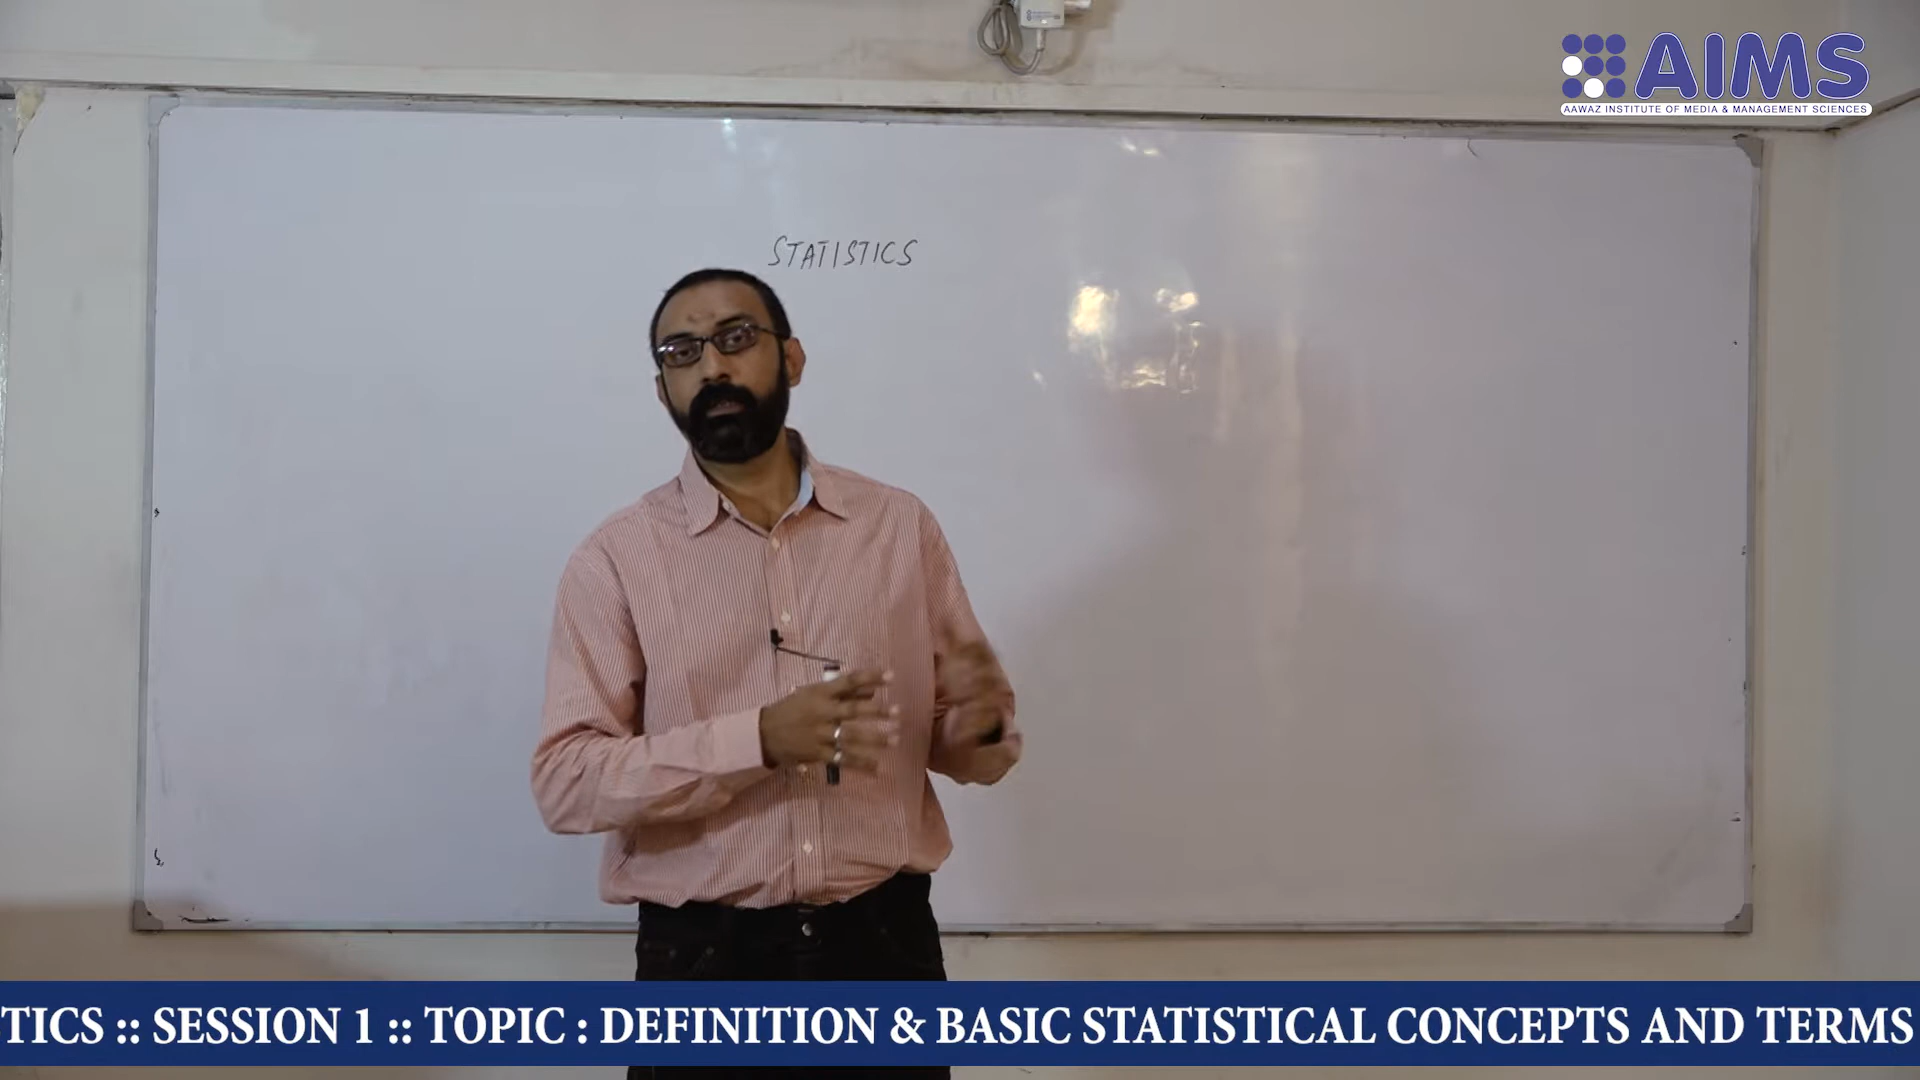 AIMS
AAWAZ INSTITUTE OF MEDIA & MANAGEMENT SCIENCES
STATISTICS
TICS :: SESSION 1 :: TOPIC : DEFINITION & BASIC STATISTICAL CONCEPTS AND TERMS